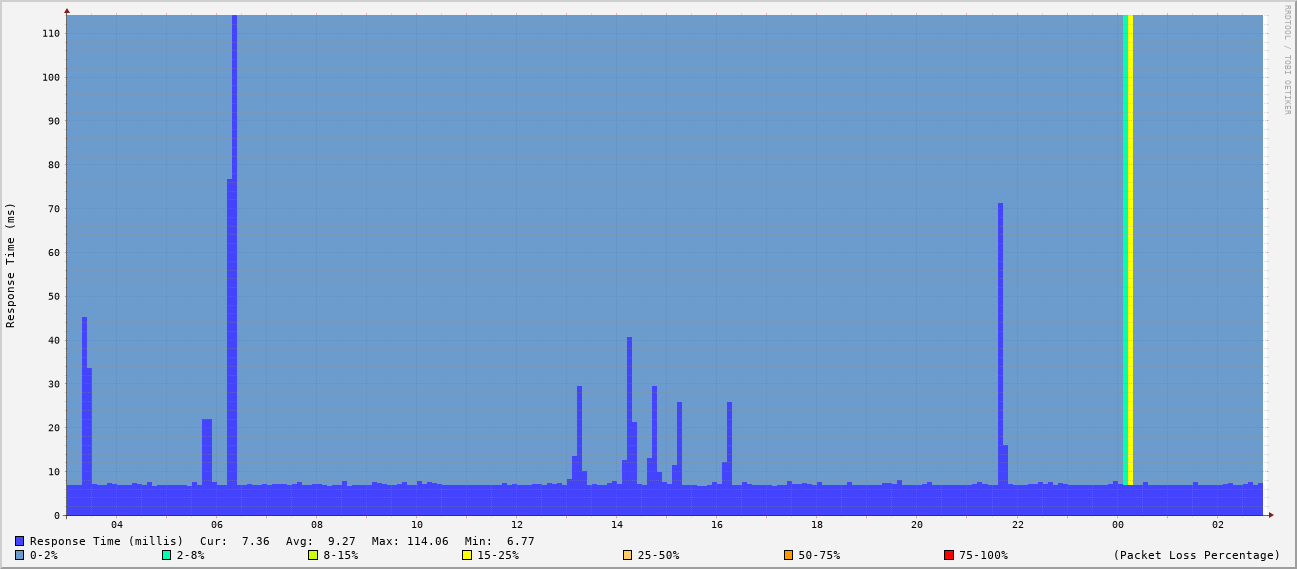 RRDTOOL / TOBI OETIKER
Response Time (ms)
110
100
90
80
70
60
50
40
30
20
10
0
04 06 08 10 12 14 16 18 20 22 00 02
Response Time (millis) Cur: 7.36 Avg: 9.27 Max: 114.06 Min: 6.77
0-2% 2-8% 8-15% 15-25% 25-50% 50-75% 75-100% (Packet Loss Percentage)